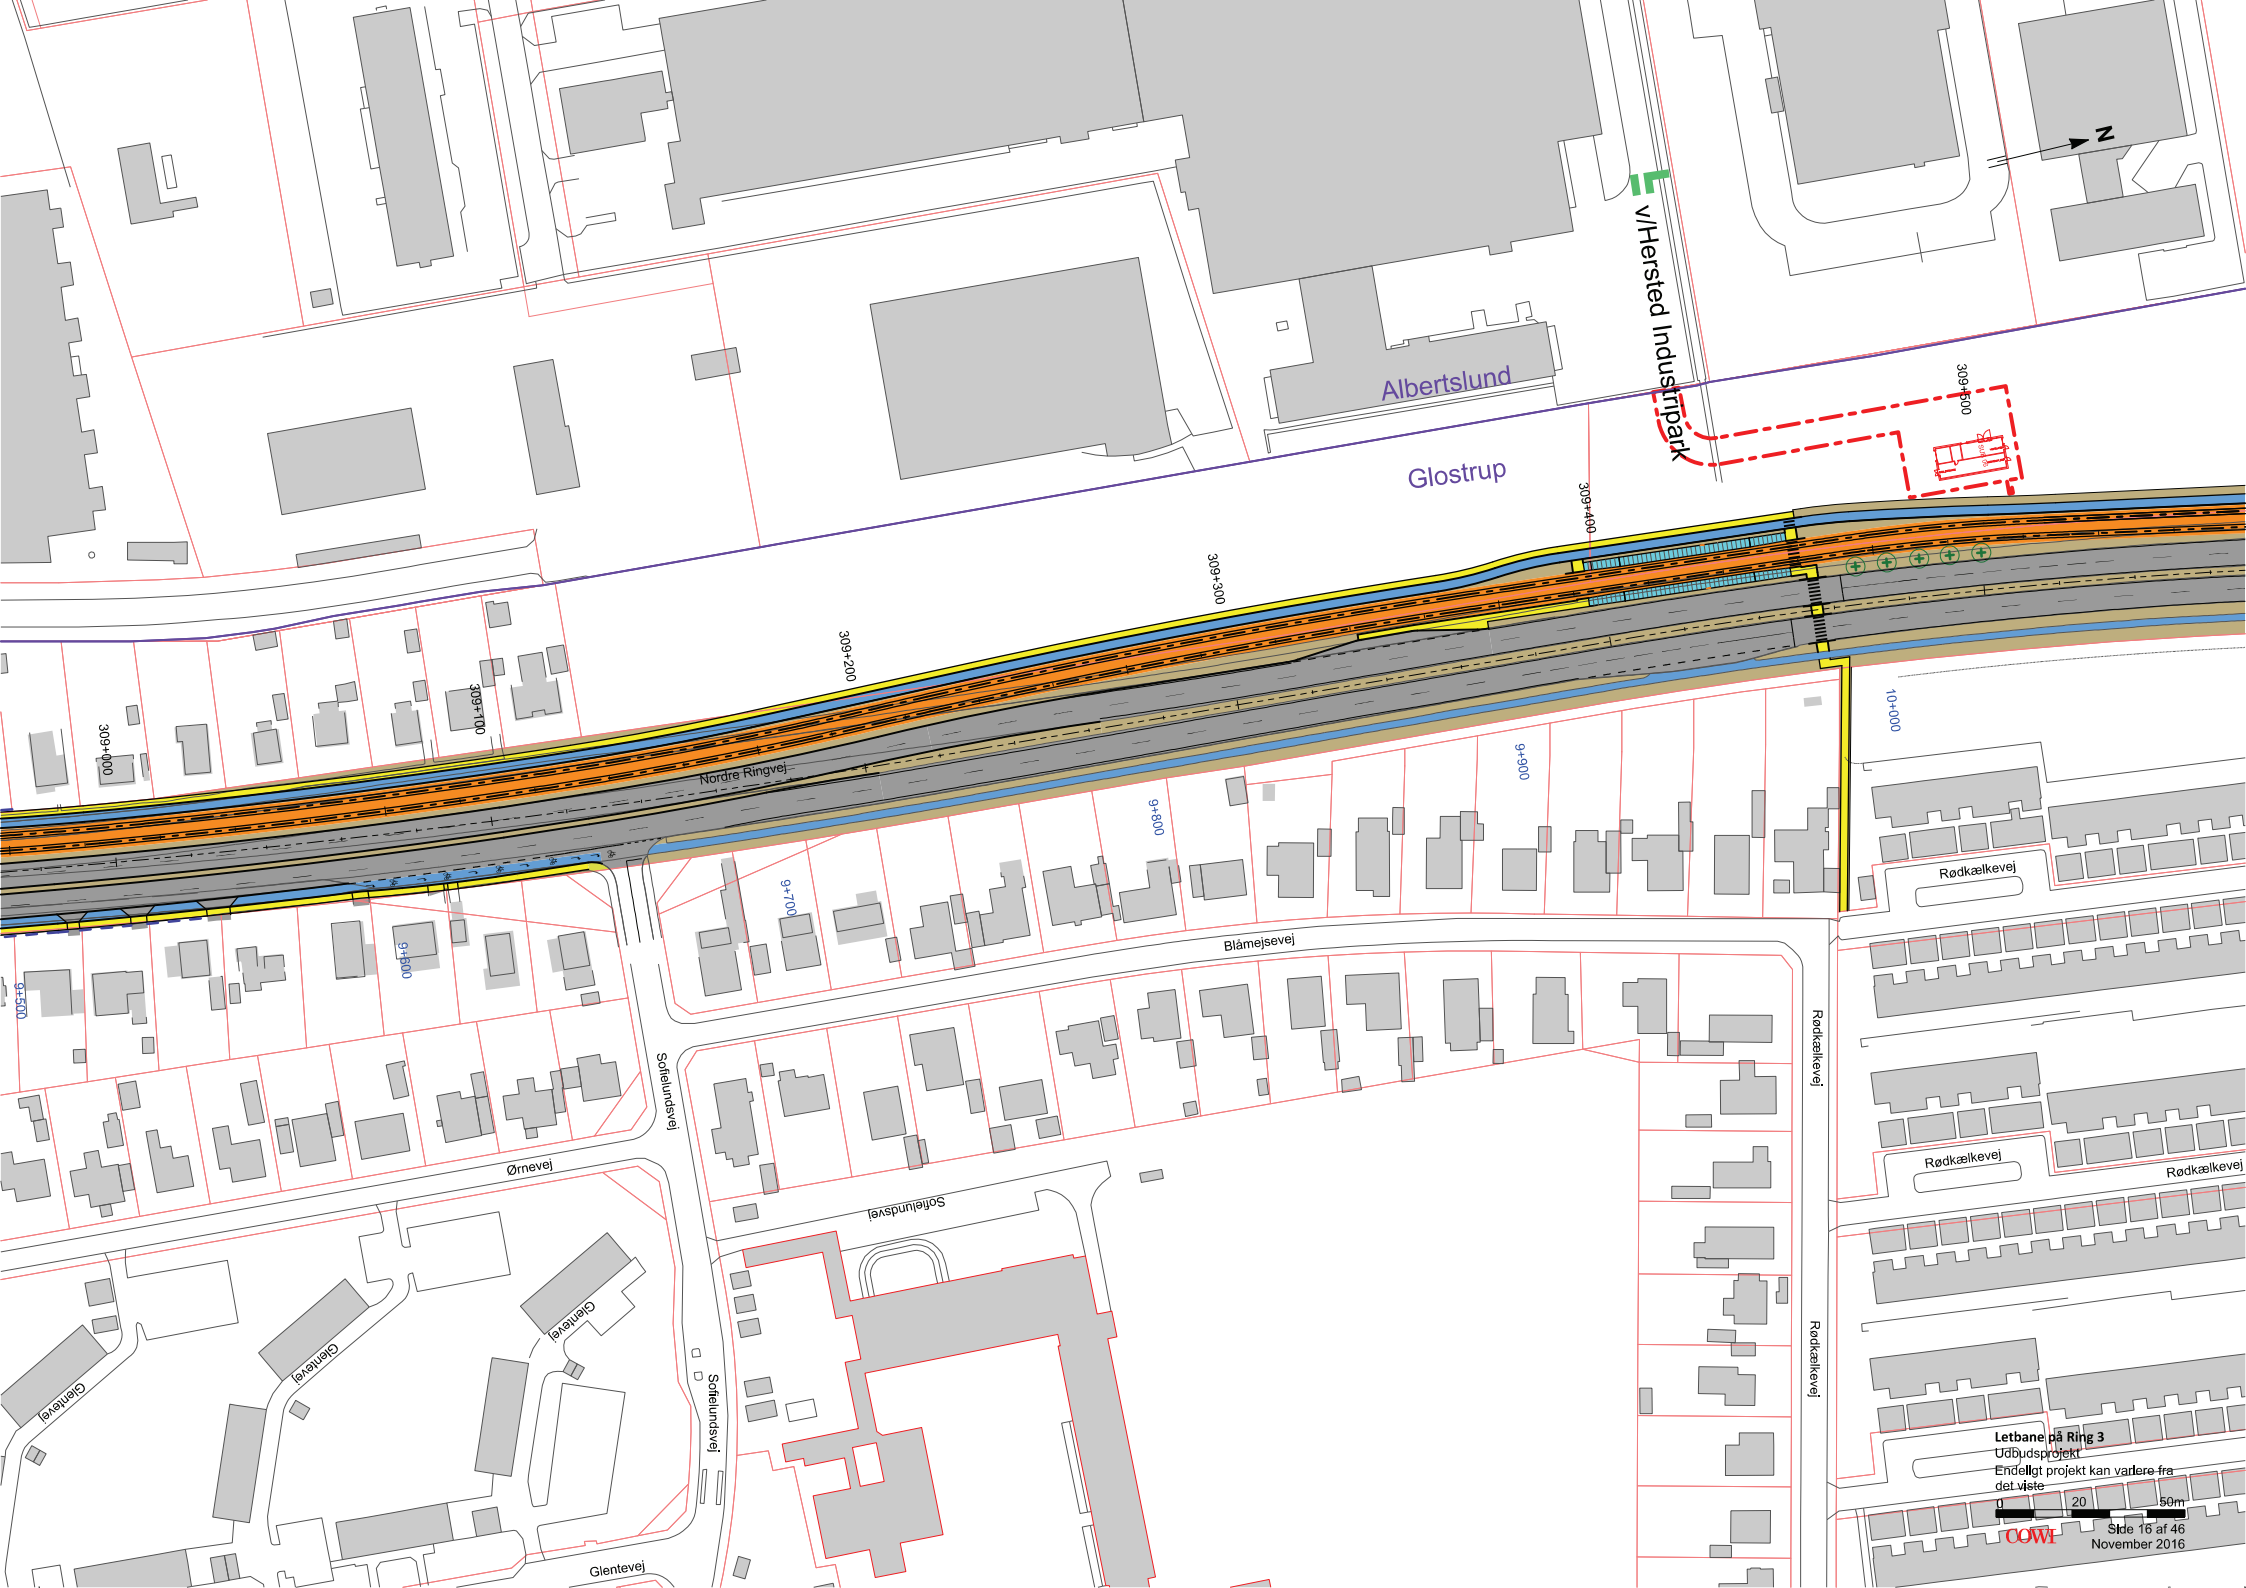 N
v/Hersted Industripark
309+500
Albertslund
Glostrup
309+400
309+300
309+200
309+100
309+000
Nordre Ringvej
10+000
9+900
9+800
9+700
9+600
9+500
Rødkælkevej
Blåmejsevej
Rødkælkevej
Sofielundsvej
Ørnevej
Rødkælkevej
Rødkælkevej
Sofielundsvej
Glentevej
Glentevej
Glentevej
Rødkælkevej
Sofielundsvej
Glentevej
Letbane på Ring 3
Udbudsprojekt
Endeligt projekt kan variere fra
det viste
0 20 50m
COWI
Side 16 af 46
November 2016